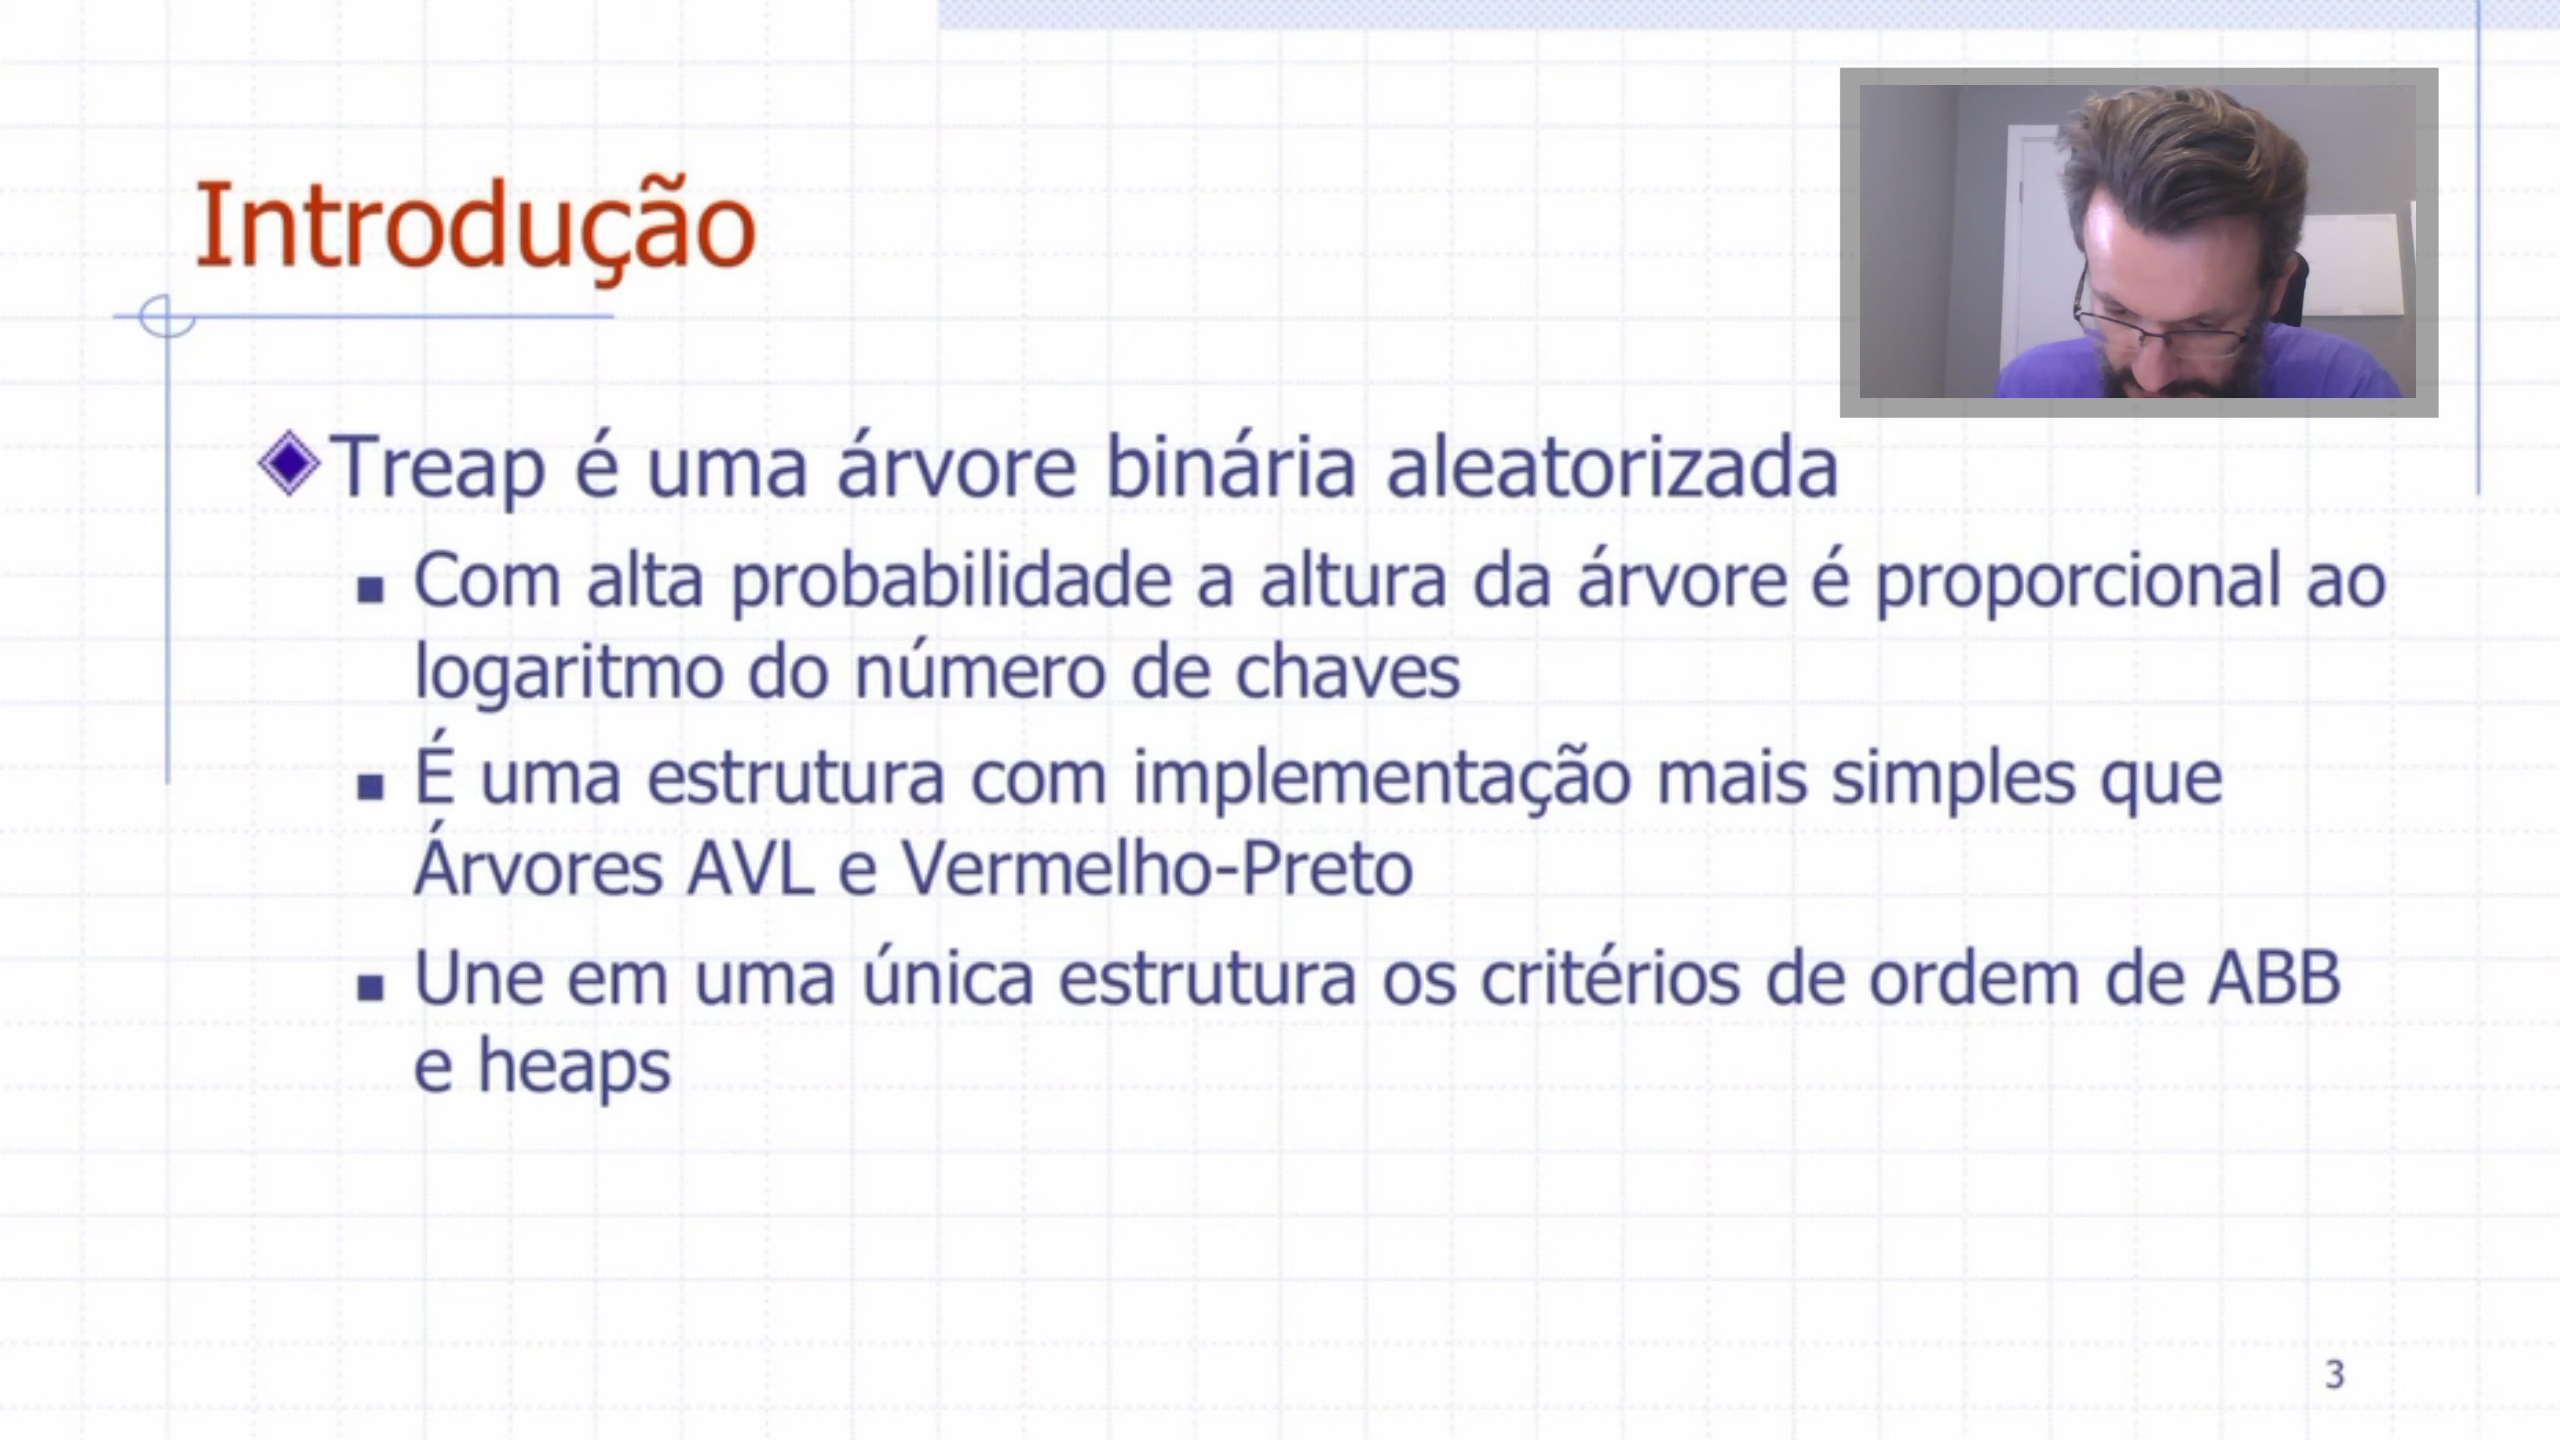 Introdução
Treap é uma árvore binária aleatorizada
Com alta probabilidade a altura da árvore é proporcional ao
logaritmo do número de chaves
É uma estrutura com implementação mais simples que
Árvores AVL e Vermelho-Preto
Une em uma única estrutura os critérios de ordem de ABB
e heaps
3